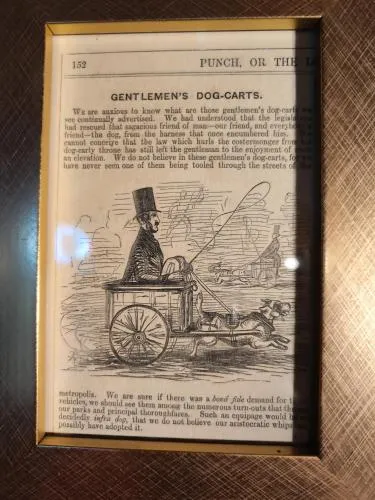 152 PUNCH, OR THE
GENTLEMEN'S DOG-CARTS.
We are anxious to know what are those gentlemen's dog-carts
see continually advertised. We had understood that the
had rescued that sagacious friend of man—our friend, and
friend—the dog, from the harness that once encumbered him.
cannot concieve that the law which hurls the costermonger from
dog-carty throne has still left the gentleman to the enjoyment of
an elevation. We do not believe in these gentlemen's dog-carts, for
have never seen one of them being tooled through the streets of
metropolis. We are sure if there was a bonâ fide demand for
vehicles, we should see them among the numerous turn-outs that
our parks and principal thoroughfares. Such an equipage would
decidedly infra dog, that we do not believe our aristocratic whips
possibly have adopted it.